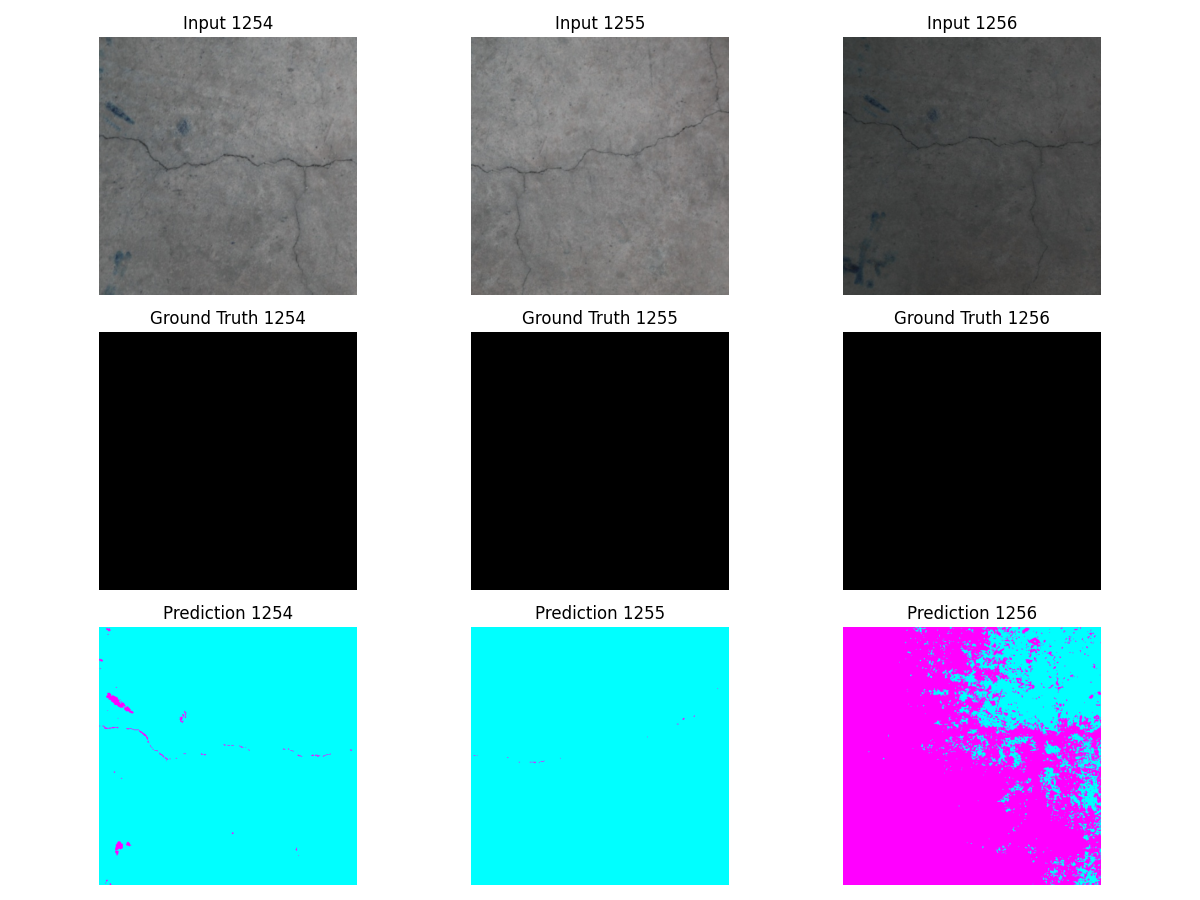 Input 1254
Input 1255
Input 1256
Ground Truth 1254
Ground Truth 1255
Ground Truth 1256
Prediction 1254
Prediction 1255
Prediction 1256